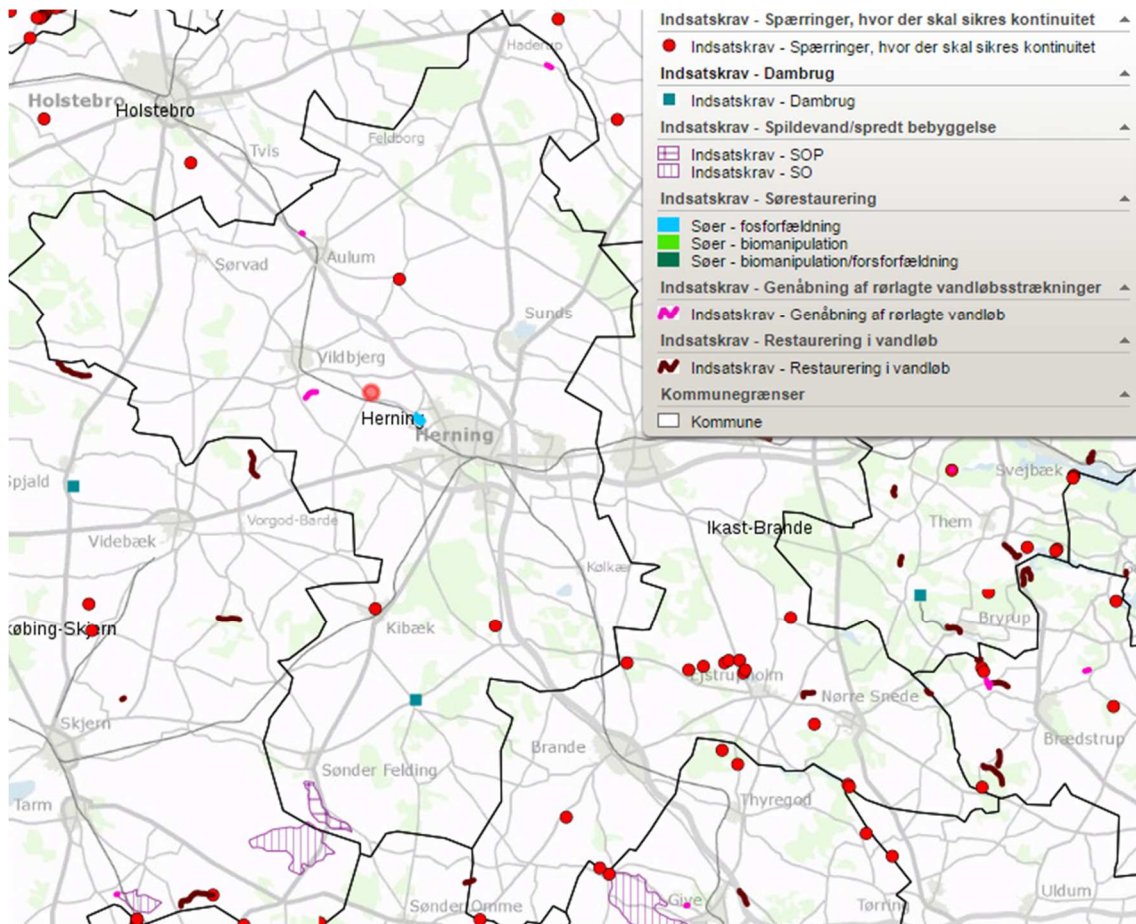 Indsatskrav - Spærringer, hvor der skal sikres kontinuitet
Indsatskrav - Spærringer, hvor der skal sikres kontinuitet
Indsatskrav - Dambrug
Indsatskrav - Dambrug
Indsatskrav - Spildevand/spredt bebyggelse
Indsatskrav - SOP
Indsatskrav - SO
Indsatskrav - Sørestaurering
Søer - fosforfældning
Søer - biomanipulation
Søer - biomanipulation/forsforfældning
Indsatskrav - Genåbning af rørlagte vandløbsstrækninger
Indsatskrav - Genåbning af rørlagte vandløb
Indsatskrav - Restaurering i vandløb
Indsatskrav - Restaurering i vandløb
Kommunegrænser
Kommune
Haderup
Holstebro
Holstebro
Feldborg
Tvis
Aulum
Sørvad
Sunds
Vildbjerg
Herning
Herning
Spjald
Svejbæk
Vorgod-Barde
Ikast-Brande
Them
Videbæk
Kølkær
købing-Skjern
Kibæk
Bryrup
Ejstrupholm
Nørre Snede
Skjern
Brande
Brædstrup
Sønder Felding
Tarm
Thyregod
Uldum
Give
Sønder Omme
Tørring